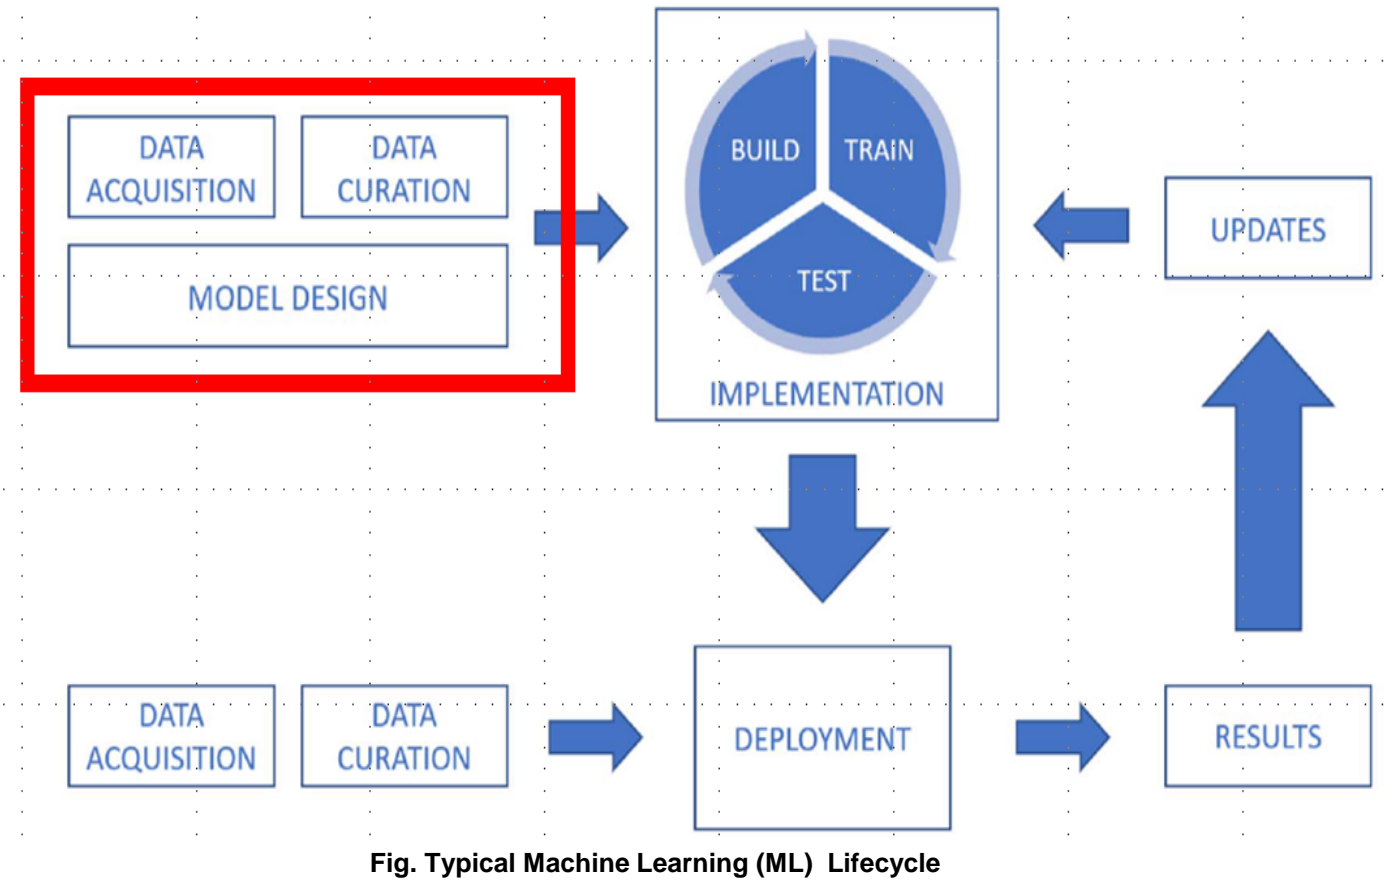 DATA
ACQUISITION
DATA
CURATION
MODEL DESIGN
BUILD
TRAIN
TEST
IMPLEMENTATION
UPDATES
DATA
ACQUISITION
DATA
CURATION
DEPLOYMENT
RESULTS
Fig. Typical Machine Learning (ML) Lifecycle